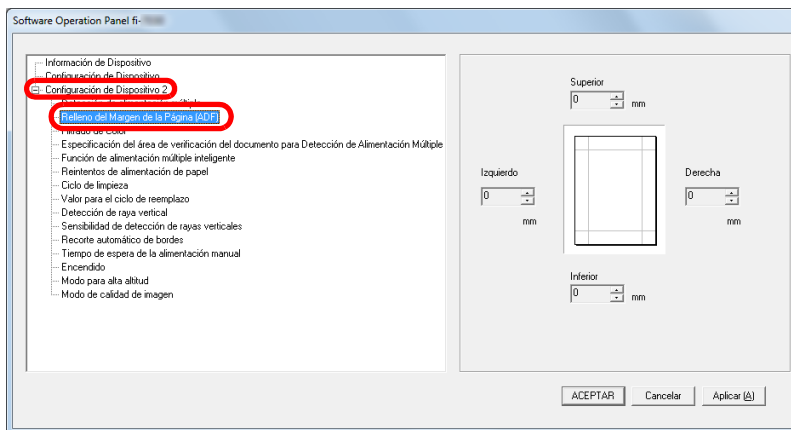 Software Operation Panel fi-
Información de Dispositivo
Configuración de Dispositivo
Configuración de Dispositivo 2
Relleno del Margen de la Página (ADF)
Filtrado de Color
Especificación del área de verificación del documento para Detección de Alimentación Múltiple
Función de alimentación múltiple inteligente
Reintentos de alimentación de papel
Ciclo de limpieza
Valor para el ciclo de reemplazo
Detección de raya vertical
Sensibilidad de detección de rayas verticales
Recorte automático de bordes
Tiempo de espera de la alimentación manual
Encendido
Modo para alta altitud
Modo de calidad de imagen
Superior
0 mm
Izquierdo
0
mm
Derecha
0
mm
Inferior
0 mm
ACEPTAR Cancelar Aplicar (A)